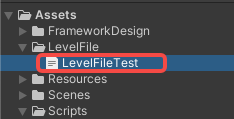 Assets
FrameworkDesign
LevelFile
LevelFileTest
Resources
Scenes
Scripts